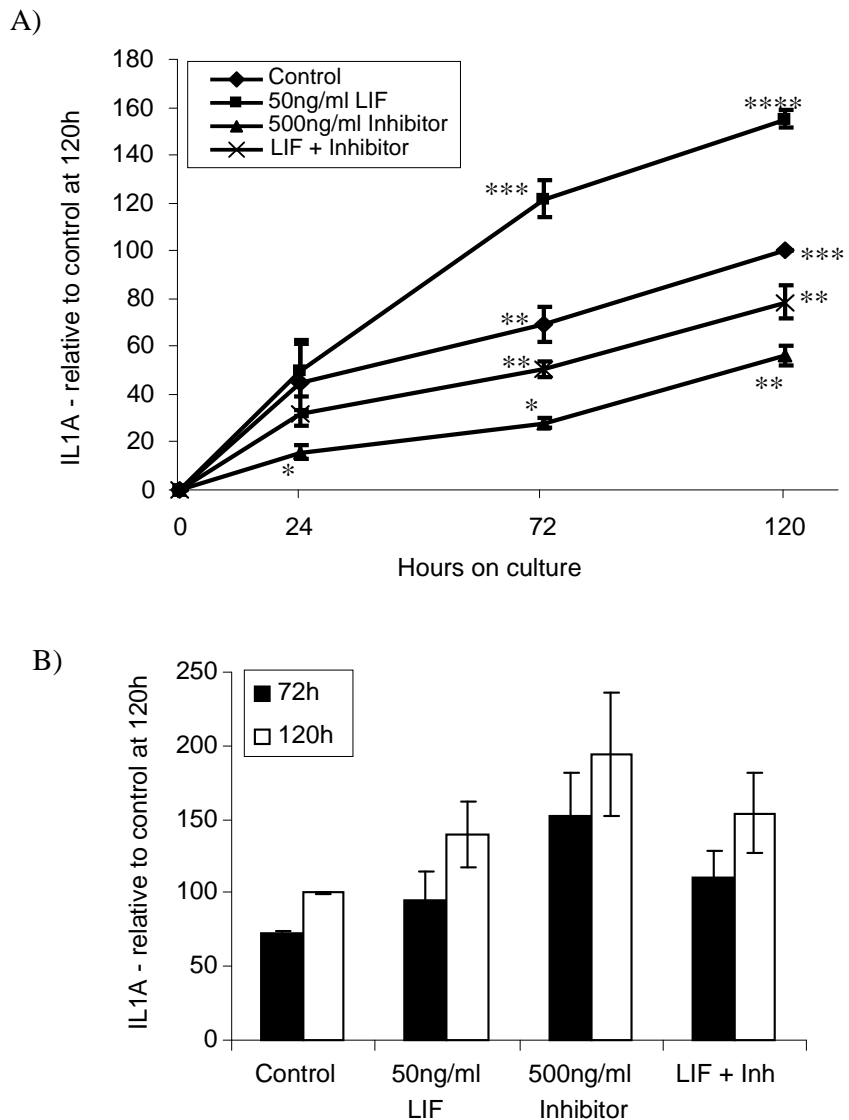 A)
IL1A - relative to control at 120h
180
160
140
120
100
80
60
40
20
0
Control
50ng/ml LIF
500ng/ml Inhibitor
LIF + Inhibitor
****
***
***
**
**
**
*
**
*
0 24 72 120
Hours on culture
B)
IL1A - relative to control at 120h
250
200
150
100
50
0
72h
120h
Control 50ng/ml 500ng/ml LIF + Inh
LIF Inhibitor